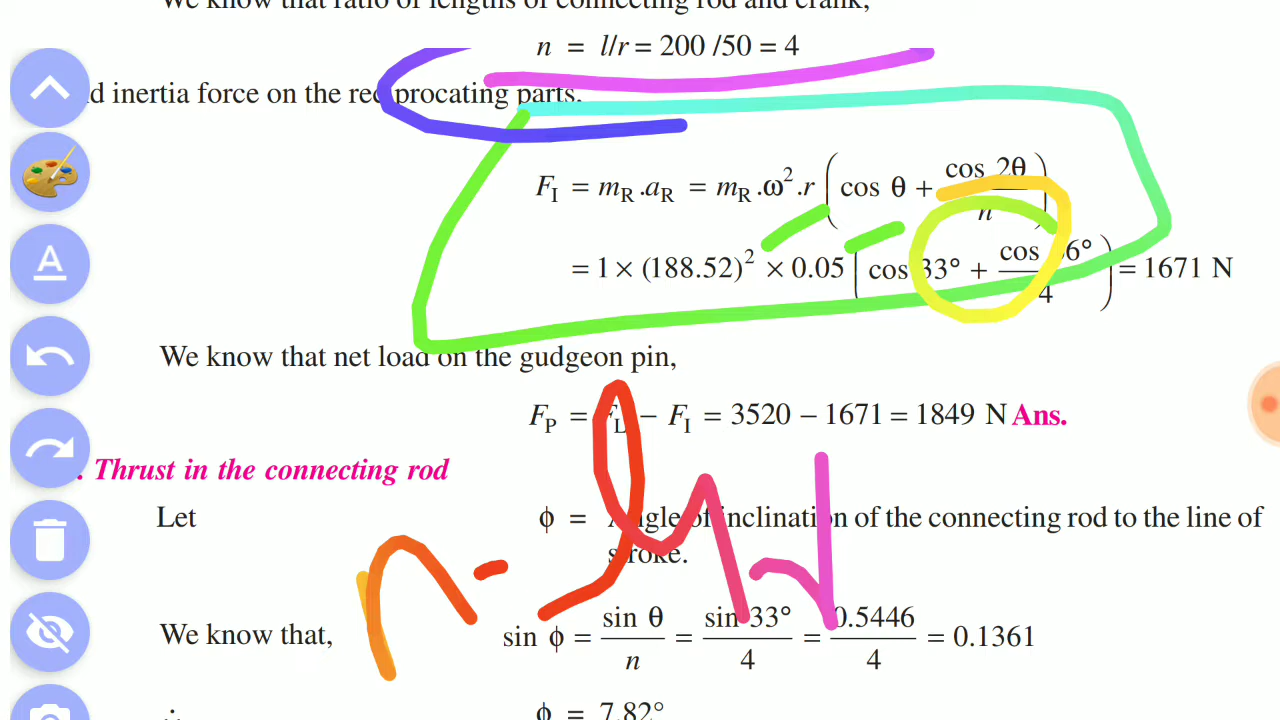 We know that ratio of lengths of connecting rod and crank,
n = l/r = 200 /50 = 4
d inertia force on the reciprocating parts,
F_I = m_R .a_R = m_R .ω² .r (cos θ + cos 2θ / n)
= 1 × (188.52)² × 0.05 (cos 33° + cos 66° / 4) = 1671 N
We know that net load on the gudgeon pin,
F_P = F_L – F_I = 3520 – 1671 = 1849 N Ans.
. Thrust in the connecting rod
Let ϕ = Angle of inclination of the connecting rod to the line of
stroke.
We know that, sin ϕ = sin θ / n = sin 33° / 4 = 0.5446 / 4 = 0.1361
∴ ϕ = 7.82°